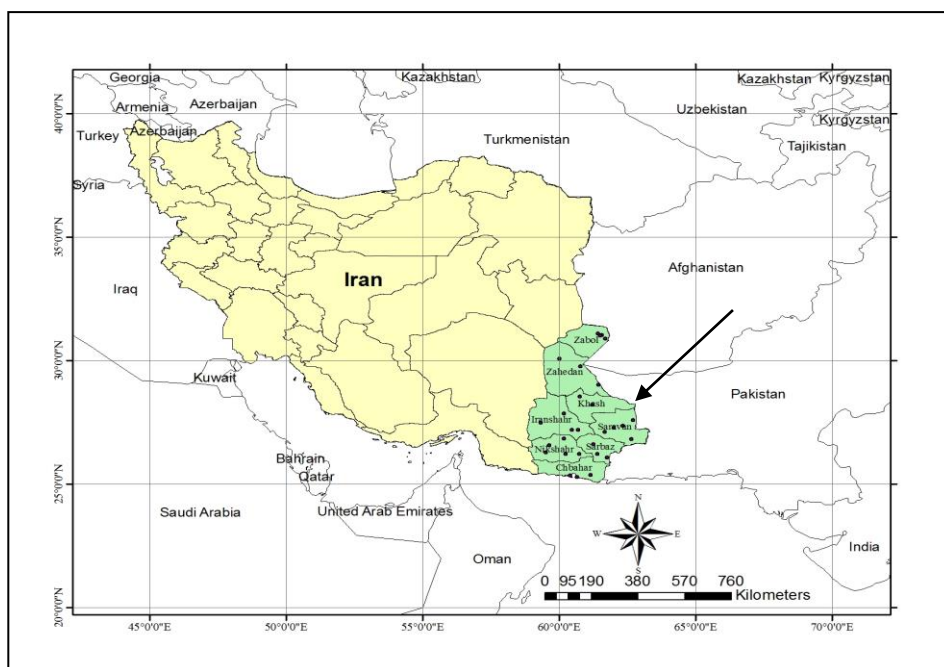 Georgia
Kazakhstan
Kazakhstan
Kyrgyzstan
Armenia
Azerbaijan
Uzbekistan
Kyrgyzstan
Turkey
Azerbaijan
Turkmenistan
Tajikistan
Syria
Afghanistan
Iran
Iraq
Zabol
Zahedan
Kuwait
Pakistan
Khash
Iranshahr
Saravan
Nikshahr
Sarbaz
Bahrain
Chbahar
Qatar
Saudi Arabia
United Arab Emirates
Oman
India
N
W
E
S
0 95 190 380 570 760
Kilometers
40°0'0"N
35°0'0"N
30°0'0"N
25°0'0"N
20°0'0"N
45°0'0"E 50°0'0"E 55°0'0"E 60°0'0"E 65°0'0"E 70°0'0"E